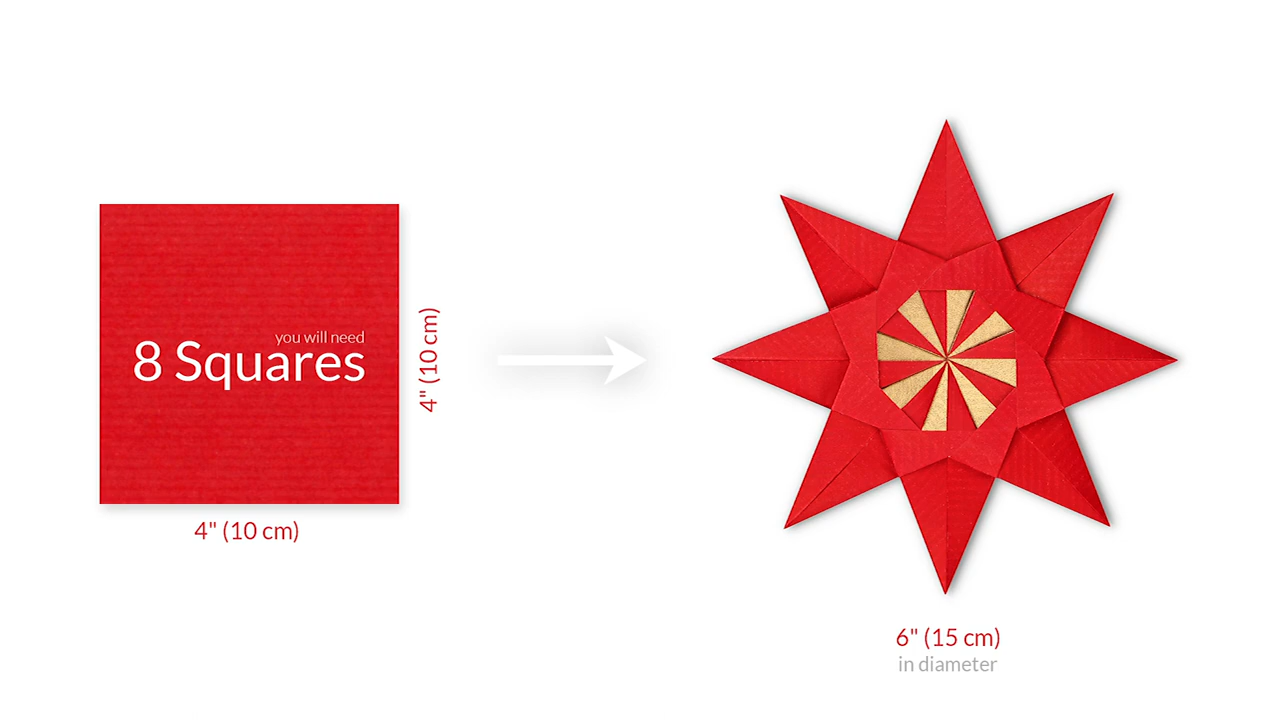 you will need
8 Squares
4" (10 cm)
4" (10 cm)
6" (15 cm)
in diameter